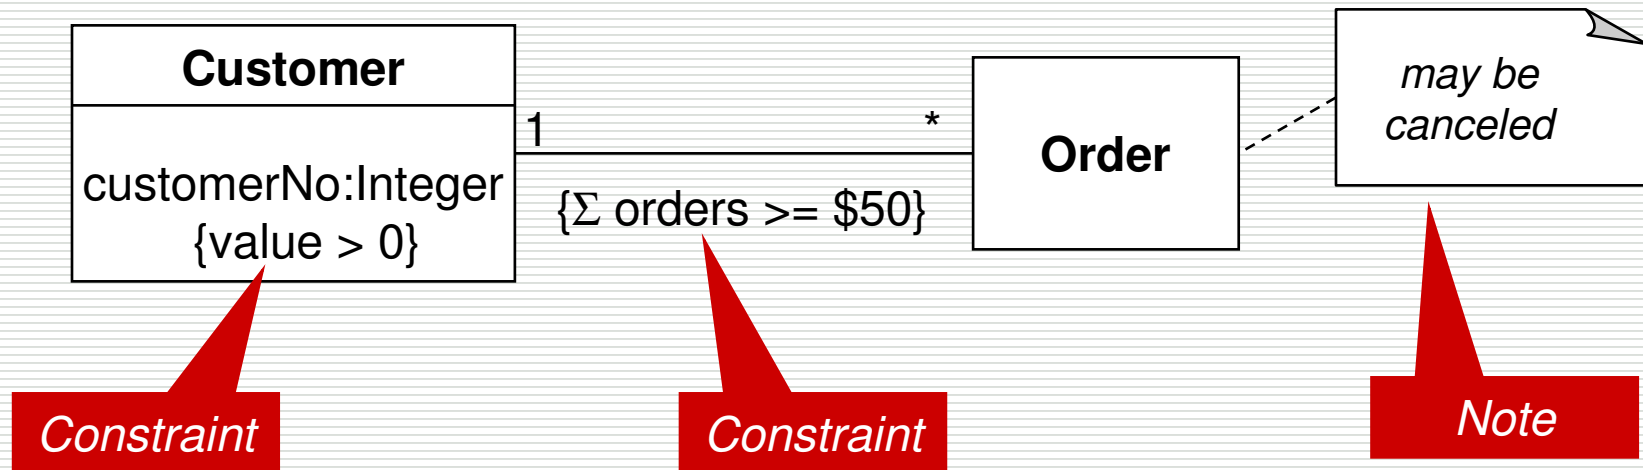 Customer
customerNo:Integer
{value > 0}
1
*
{Σ orders >= $50}
Order
may be
canceled
Constraint
Constraint
Note